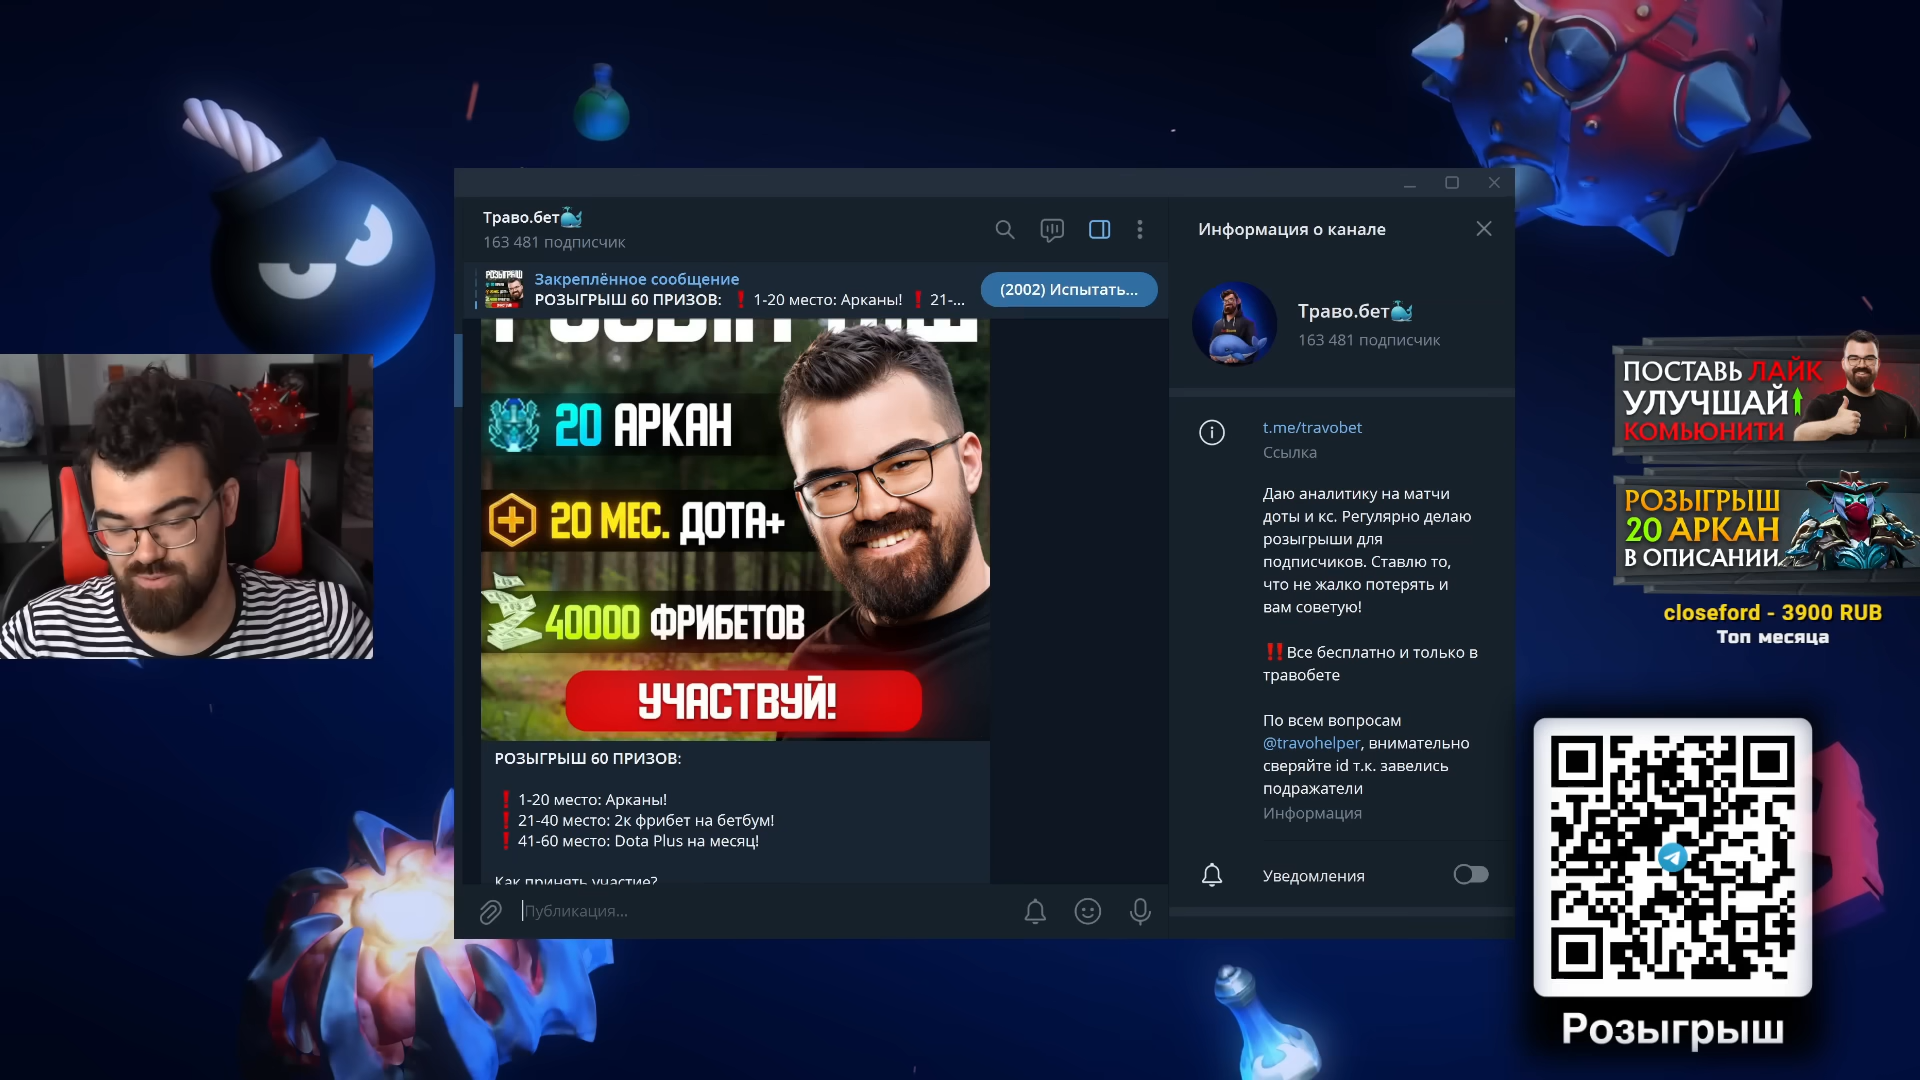 Траво.бет
163 481 подписчик
Закреплённое сообщение
РОЗЫГРЫШ 60 ПРИЗОВ: ❗ 1-20 место: Арканы! ❗ 21-...
(2002) Испытать...
РОЗЫГРЫШ
20 АРКАН
20 МЕС. ДОТА+
40000 ФРИБЕТОВ
УЧАСТВУЙ!
РОЗЫГРЫШ 60 ПРИЗОВ:
❗ 1-20 место: Арканы!
❗ 21-40 место: 2к фрибет на бетбум!
❗ 41-60 место: Dota Plus на месяц!
Как принять участие?
Публикация...
Информация о канале
Траво.бет
163 481 подписчик
t.me/travobet
Ссылка
Даю аналитику на матчи
доты и кс. Регулярно делаю
розыгрыши для
подписчиков. Ставлю то,
что не жалко потерять и
вам советую!
‼️Все бесплатно и только в
травобете
По всем вопросам
@travohelper, внимательно
сверяйте id т.к. завелись
подражатели
Информация
Уведомления
ПОСТАВЬ ЛАЙК
УЛУЧШАЙ
КОМЬЮНИТИ
РОЗЫГРЫШ
20 АРКАН
В ОПИСАНИИ
closeford - 3900 RUB
Топ месяца
Розыгрыш